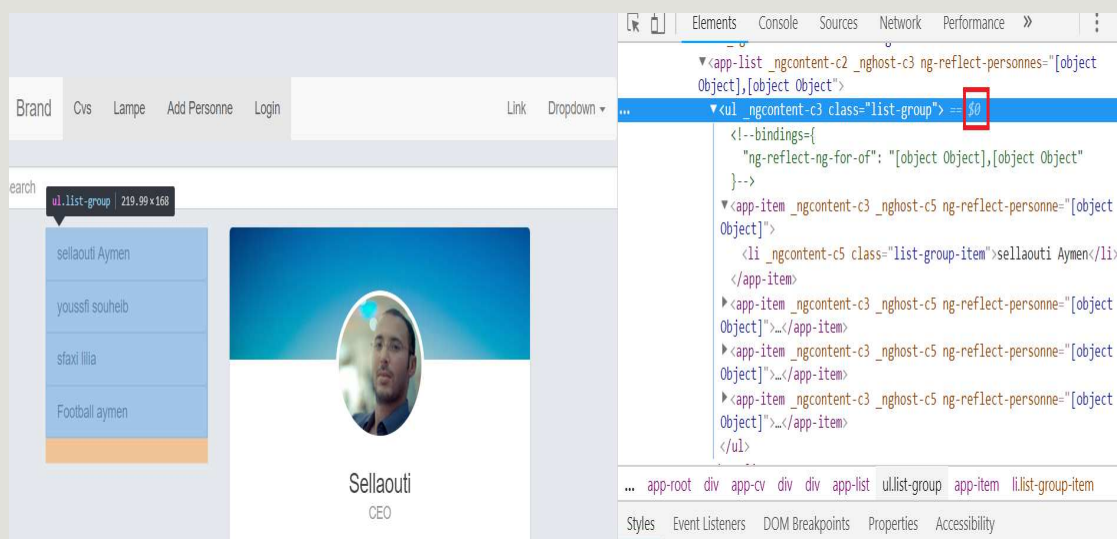 Brand Cvs Lampe Add Personne Login Link Dropdown
earch
ul.list-group 219.99×168
sellaouti Aymen
youssfi souheib
sfaxi lilia
Football aymen
Sellaouti
CEO
Elements Console Sources Network Performance »
▼<app-list _ngcontent-c2 _nghost-c3 ng-reflect-personnes="[object
Object],[object Object">
... ▼<ul _ngcontent-c3 class="list-group"> == $0
<!--bindings={
"ng-reflect-ng-for-of": "[object Object],[object Object"
}-->
▼<app-item _ngcontent-c3 _nghost-c5 ng-reflect-personne="[object
Object]">
<li _ngcontent-c5 class="list-group-item">sellaouti Aymen</li>
</app-item>
▶<app-item _ngcontent-c3 _nghost-c5 ng-reflect-personne="[object
Object]">…</app-item>
▶<app-item _ngcontent-c3 _nghost-c5 ng-reflect-personne="[object
Object]">…</app-item>
▶<app-item _ngcontent-c3 _nghost-c5 ng-reflect-personne="[object
Object]">…</app-item>
</ul>
... app-root div app-cv div div app-list ul.list-group app-item li.list-group-item
Styles Event Listeners DOM Breakpoints Properties Accessibility